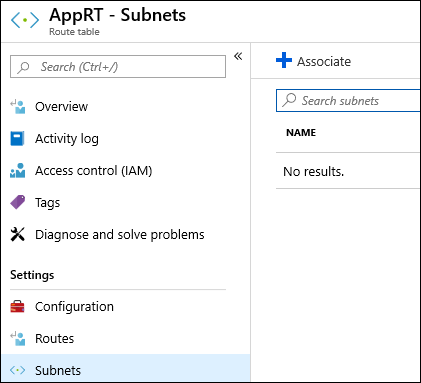 AppRT - Subnets
Route table
Search (Ctrl+/)
«
Overview
Activity log
Access control (IAM)
Tags
Diagnose and solve problems
Settings
Configuration
Routes
Subnets
Associate
Search subnets
NAME
No results.